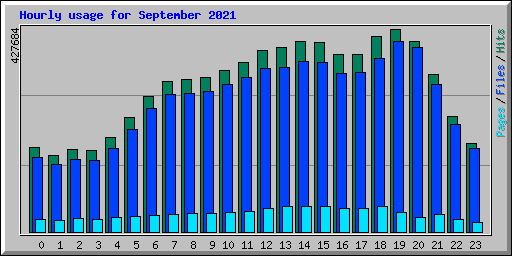 Hourly usage for September 2021
427684
Pages / Files / Hits
0 1 2 3 4 5 6 7 8 9 10 11 12 13 14 15 16 17 18 19 20 21 22 23